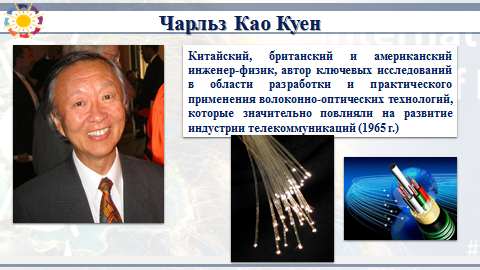 Чарльз Као Куен
Китайский, британский и американский
инженер-физик, автор ключевых исследований
в области разработки и практического
применения волоконно-оптических технологий,
которые значительно повлияли на развитие
индустрии телекоммуникаций (1965 г.)